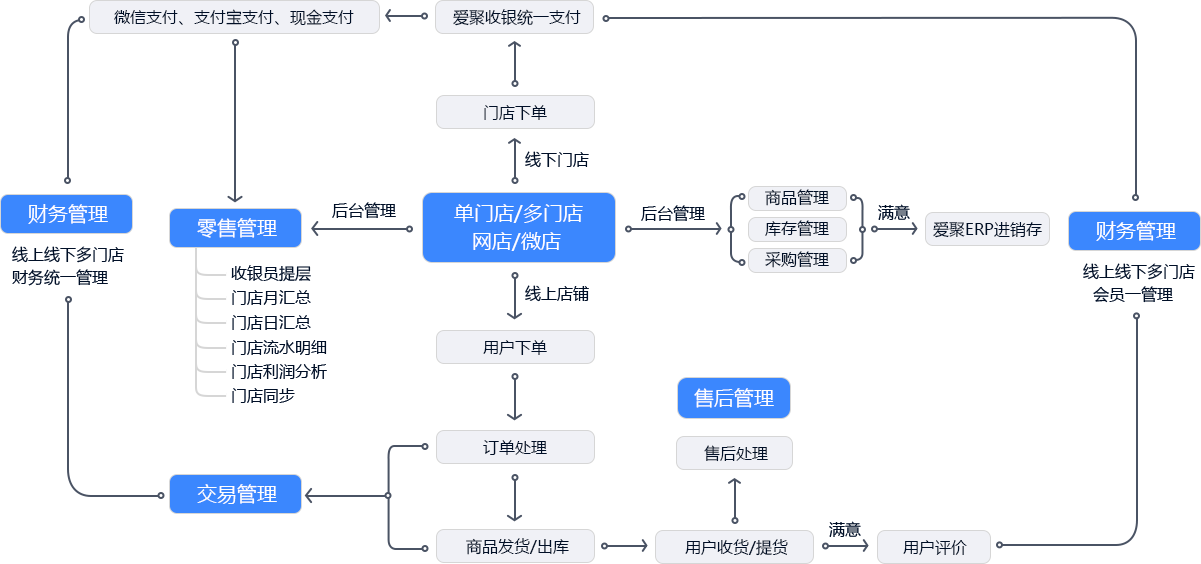 微信支付、支付宝支付、现金支付
爱聚收银统一支付
门店下单
线下门店
财务管理
线上线下多门店
财务统一管理
零售管理
后台管理
单门店/多门店
网店/微店
后台管理
商品管理
库存管理
采购管理
满意
爱聚ERP进销存
财务管理
线上线下多门店
会员一管理
收银员提层
门店月汇总
门店日汇总
门店流水明细
门店利润分析
门店同步
线上店铺
用户下单
售后管理
订单处理
售后处理
交易管理
商品发货/出库
用户收货/提货
满意
用户评价